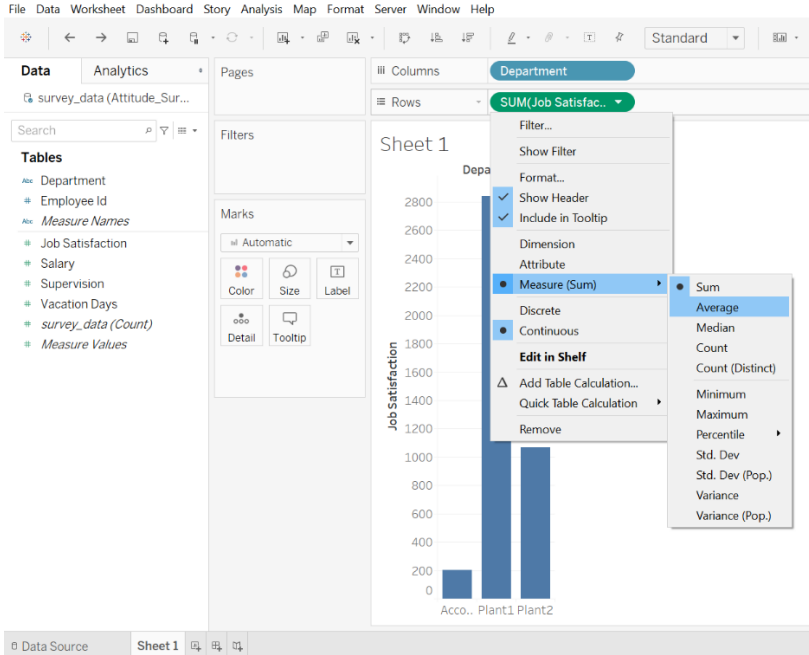 File Data Worksheet Dashboard Story Analysis Map Format Server Window Help
Standard
Data Analytics
survey_data (Attitude_Sur...
Search
Tables
Abc Department
# Employee Id
Abc Measure Names
# Job Satisfaction
# Salary
# Supervision
# Vacation Days
# survey_data (Count)
# Measure Values
Pages
Filters
Marks
Automatic
Color Size Label
Detail Tooltip
Columns Department
Rows SUM(Job Satisfac..
Sheet 1
Depa
Job Satisfaction
2800
2600
2400
2200
2000
1800
1600
1400
1200
1000
800
600
400
200
0
Acco.. Plant1 Plant2
Filter...
Show Filter
Format...
Show Header
Include in Tooltip
Dimension
Attribute
Measure (Sum)
Discrete
Continuous
Edit in Shelf
Add Table Calculation...
Quick Table Calculation
Remove
Sum
Average
Median
Count
Count (Distinct)
Minimum
Maximum
Percentile
Std. Dev
Std. Dev (Pop.)
Variance
Variance (Pop.)
Data Source Sheet 1